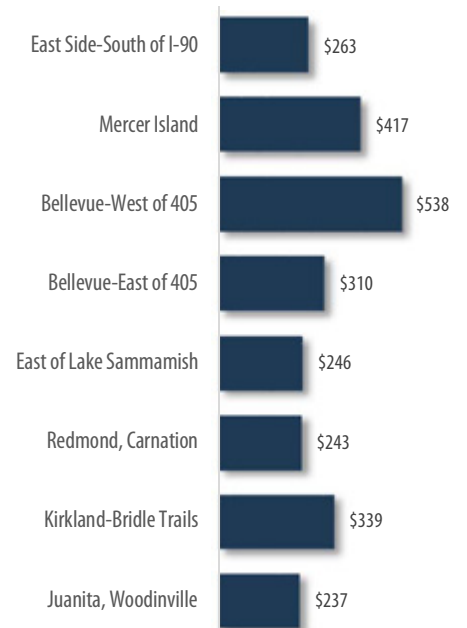 East Side-South of I-90 $263
Mercer Island $417
Bellevue-West of 405 $538
Bellevue-East of 405 $310
East of Lake Sammamish $246
Redmond, Carnation $243
Kirkland-Bridle Trails $339
Juanita, Woodinville $237